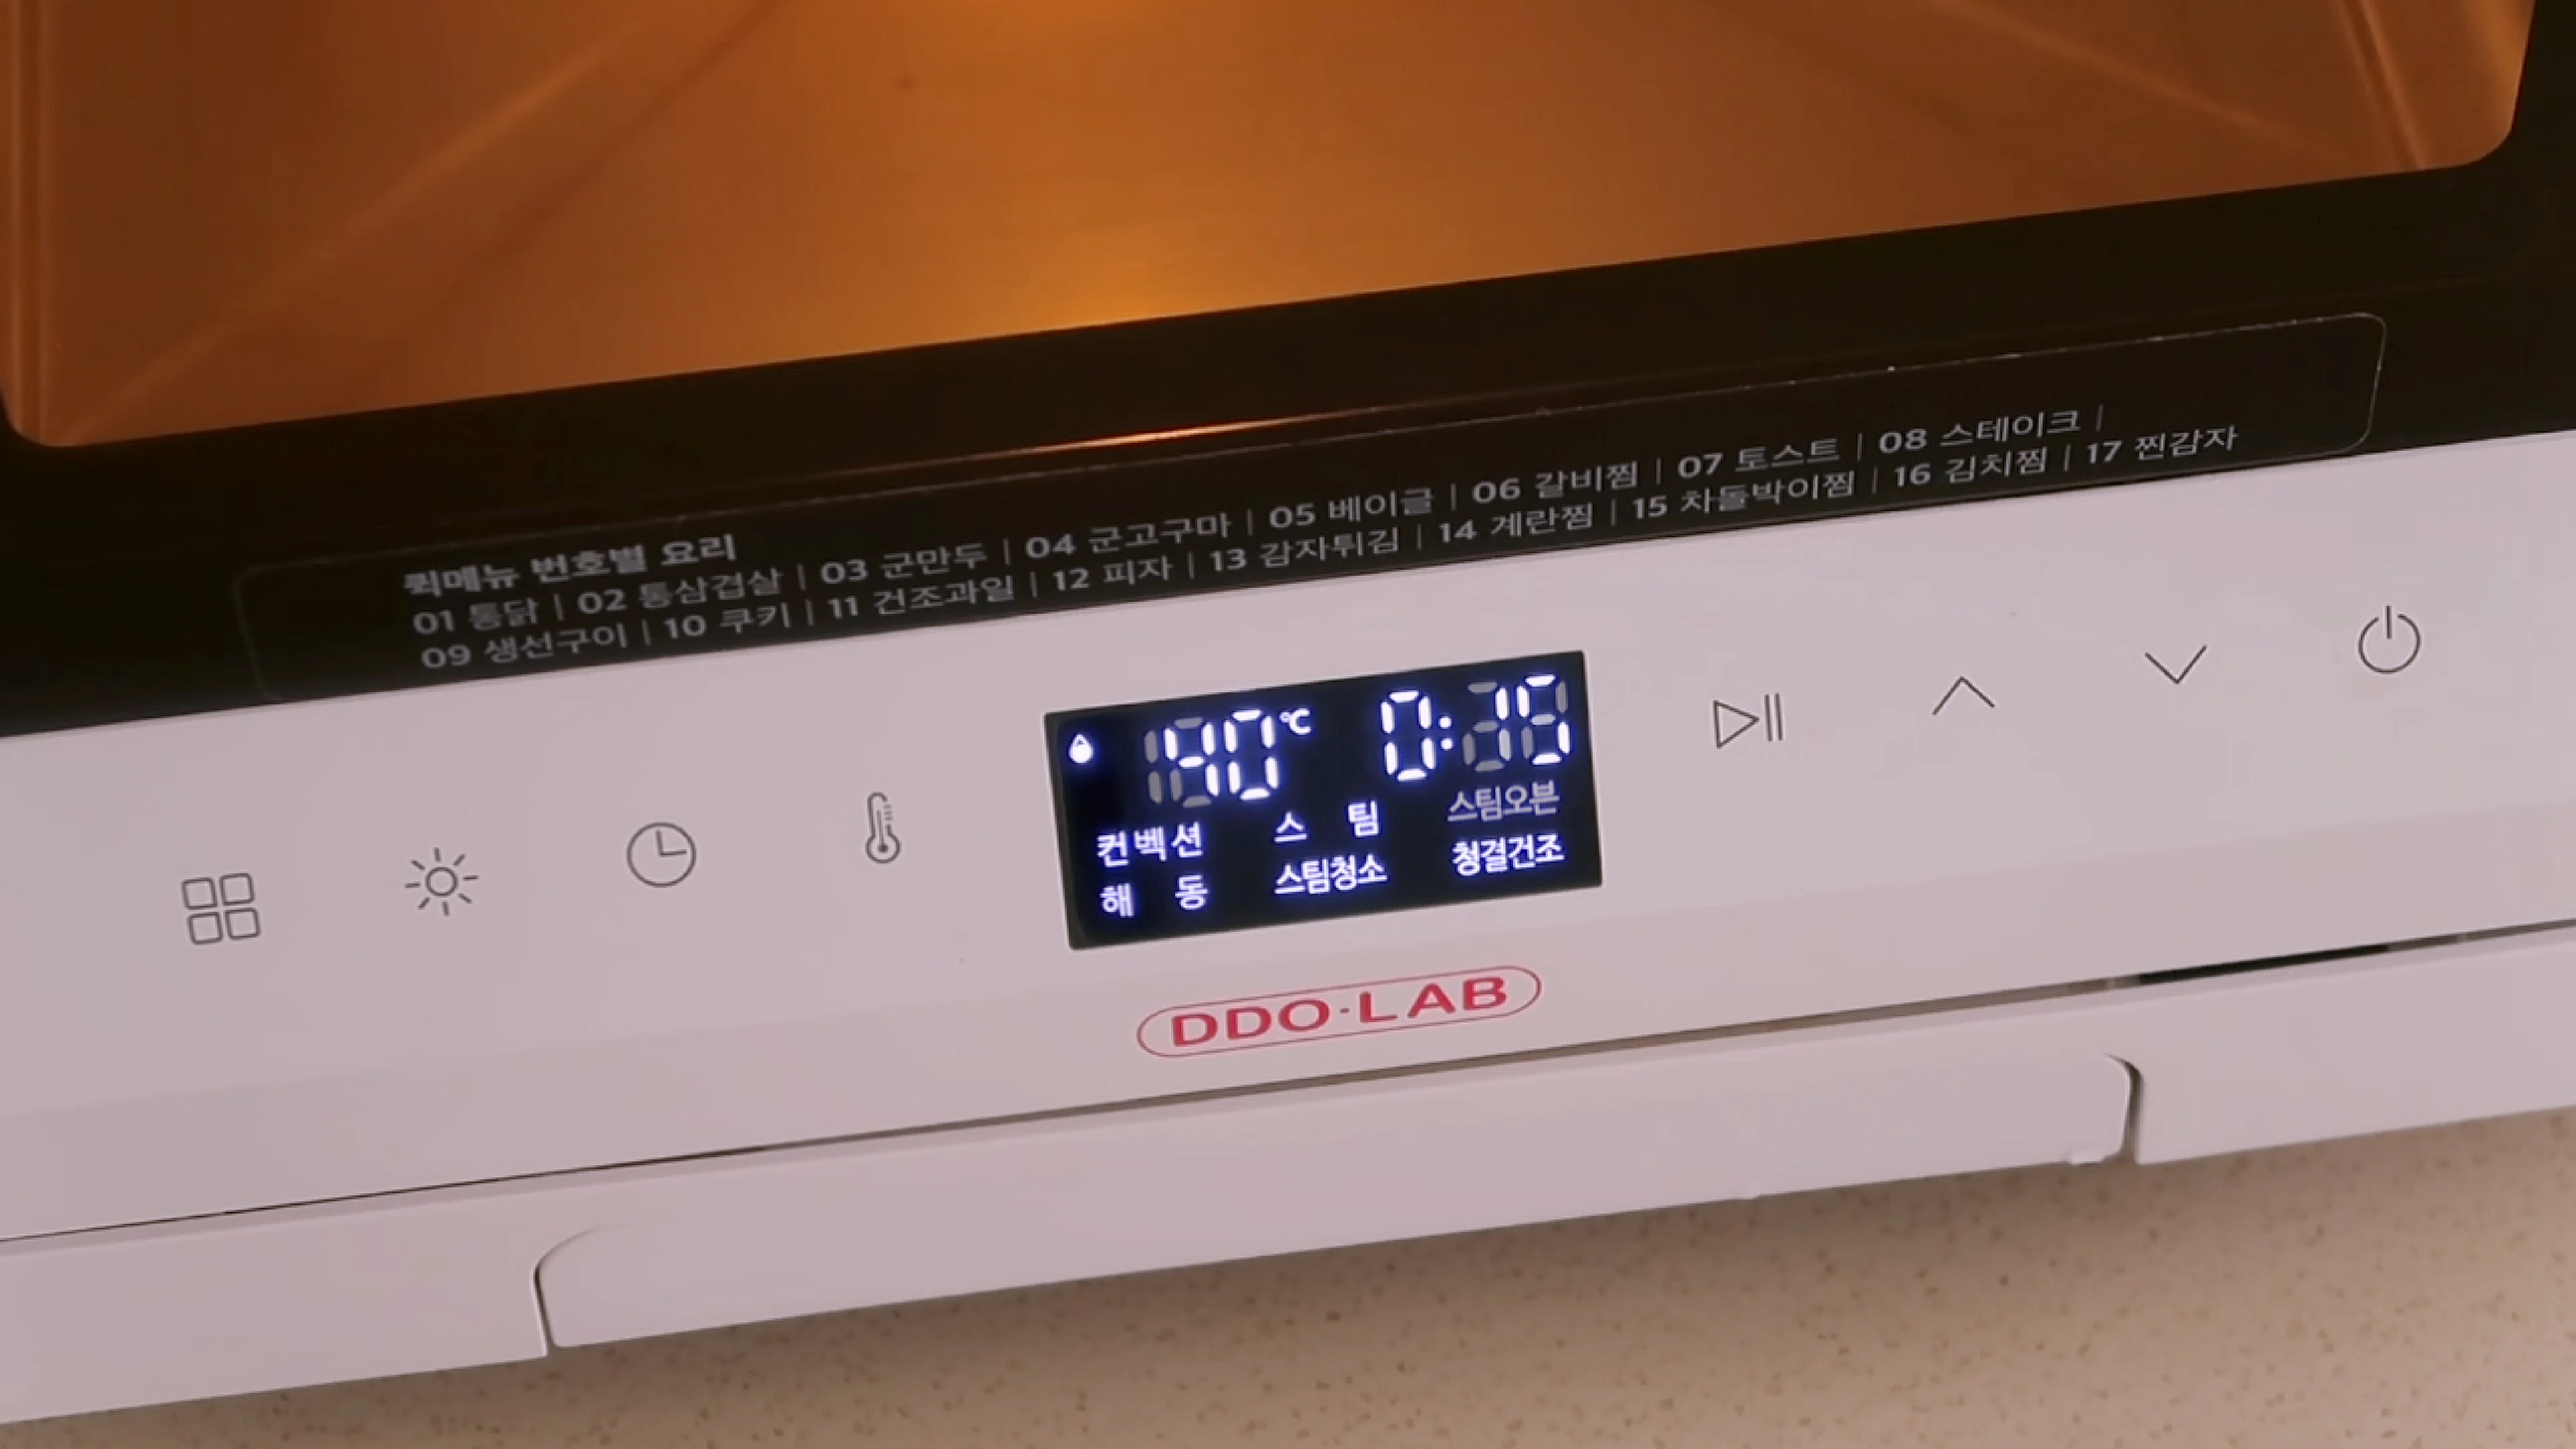 퀵메뉴 번호별 요리
01 통닭 | 02 통삼겹살 | 03 군만두 | 04 군고구마 | 05 베이글 | 06 갈비찜 | 07 토스트 | 08 스테이크 |
09 생선구이 | 10 쿠키 | 11 건조과일 | 12 피자 | 13 감자튀김 | 14 계란찜 | 15 차돌박이찜 | 16 김치찜 | 17 찐감자
40℃ 0:15
컨벡션 스팀 스팀오븐
해동 스팀청소 청결건조
DDO·LAB